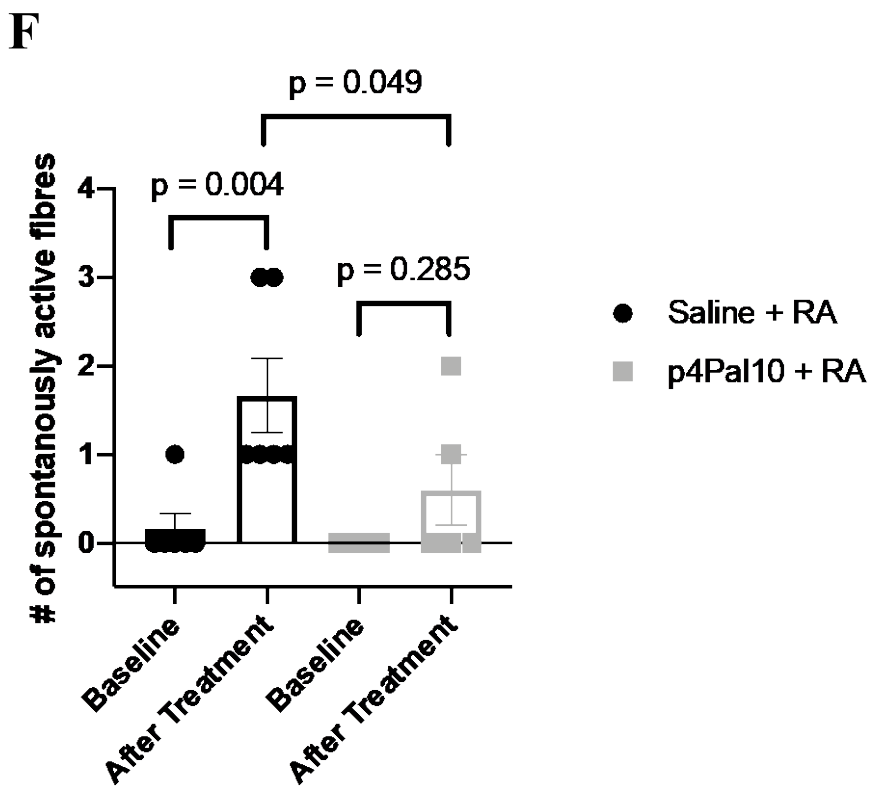 F
p = 0.049
p = 0.004
p = 0.285
# of spontanously active fibres
4
3
2
1
0
Saline + RA
p4Pal10 + RA
Baseline
After Treatment
Baseline
After Treatment